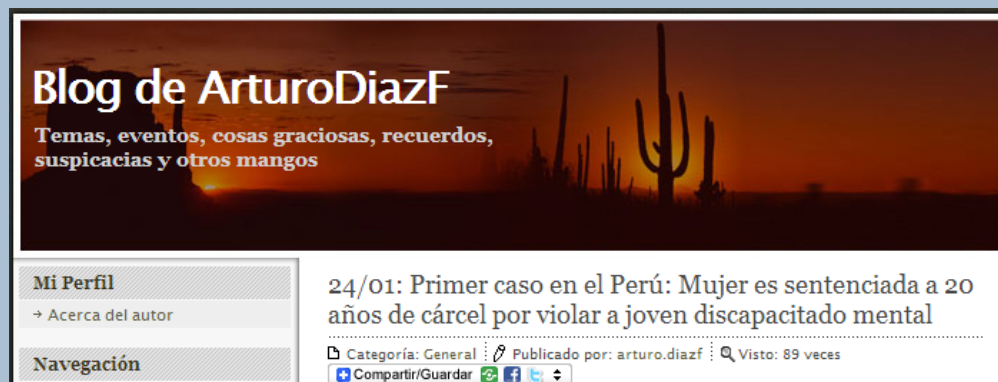 Blog de ArturoDiazF
Temas, eventos, cosas graciosas, recuerdos,
suspicacias y otros mangos
Mi Perfil
→ Acerca del autor
Navegación
24/01: Primer caso en el Perú: Mujer es sentenciada a 20
años de cárcel por violar a joven discapacitado mental
Categoría: General Publicado por: arturo.diazf Visto: 89 veces
Compartir/Guardar